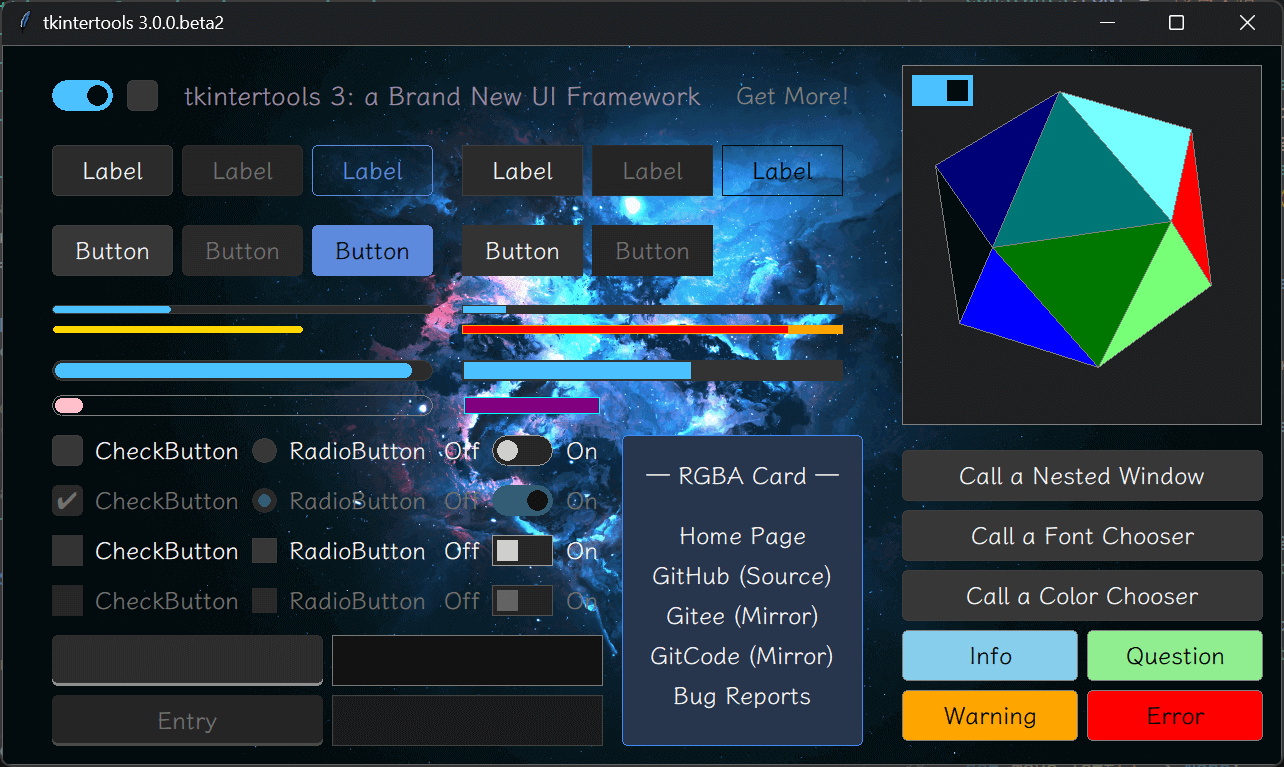 tkintertools 3.0.0.beta2
tkintertools 3: a Brand New UI Framework Get More!
Label Label Label Label Label Label
Button Button Button Button Button
CheckButton RadioButton Off On
CheckButton RadioButton Off On
CheckButton RadioButton Off On
CheckButton RadioButton Off On
Entry
— RGBA Card —
Home Page
GitHub (Source)
Gitee (Mirror)
GitCode (Mirror)
Bug Reports
Call a Nested Window
Call a Font Chooser
Call a Color Chooser
Info Question
Warning Error